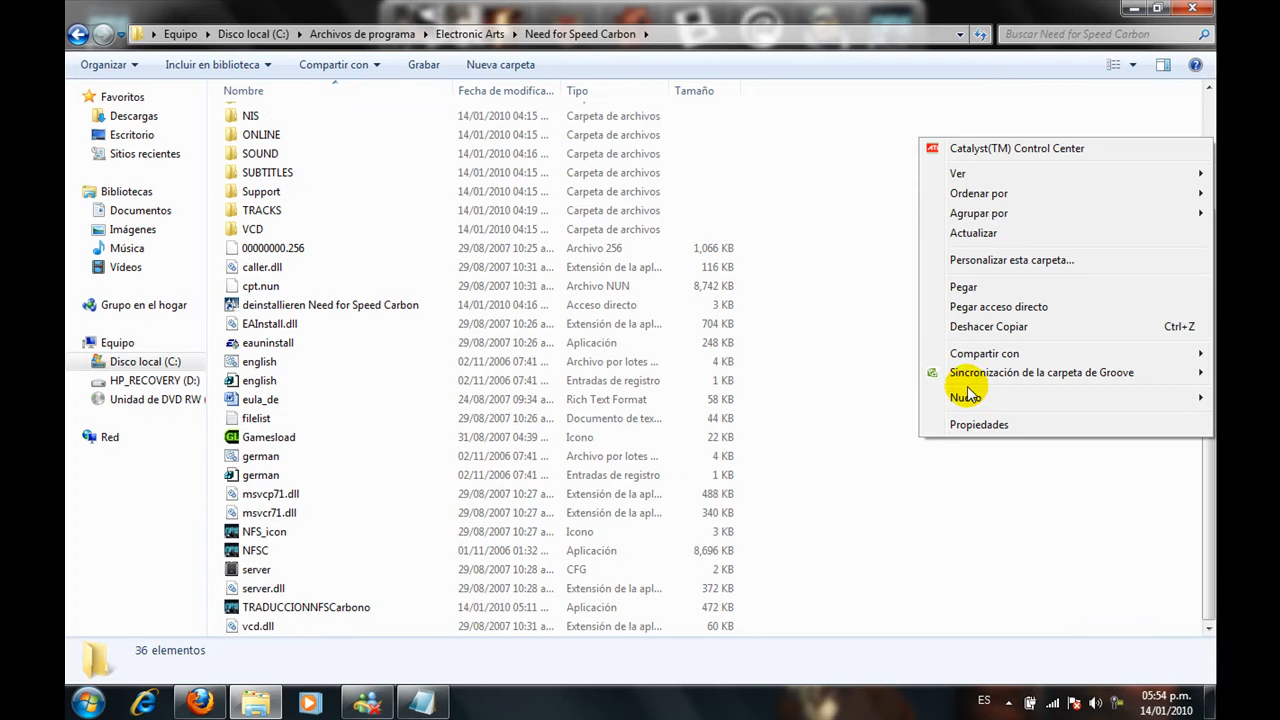 Equipo Disco local (C:) Archivos de programa Electronic Arts Need for Speed Carbon Buscar Need for Speed Carbon
Organizar Incluir en biblioteca Compartir con Grabar Nueva carpeta
Nombre Fecha de modifica... Tipo Tamaño
Favoritos
Descargas
Escritorio
Sitios recientes
Bibliotecas
Documentos
Imágenes
Música
Vídeos
Grupo en el hogar
Equipo
Disco local (C:)
HP_RECOVERY (D:)
Unidad de DVD RW (
Red
NIS 14/01/2010 04:15 ... Carpeta de archivos
ONLINE 14/01/2010 04:15 ... Carpeta de archivos
SOUND 14/01/2010 04:16 ... Carpeta de archivos
SUBTITLES 14/01/2010 04:15 ... Carpeta de archivos
Support 14/01/2010 04:15 ... Carpeta de archivos
TRACKS 14/01/2010 04:19 ... Carpeta de archivos
VCD 14/01/2010 04:15 ... Carpeta de archivos
00000000.256 29/08/2007 10:25 a... Archivo 256 1,066 KB
caller.dll 29/08/2007 10:31 a... Extensión de la apl... 116 KB
cpt.nun 29/08/2007 10:31 a... Archivo NUN 8,742 KB
deinstallieren Need for Speed Carbon 14/01/2010 04:16 ... Acceso directo 3 KB
EAInstall.dll 29/08/2007 10:26 a... Extensión de la apl... 704 KB
eauninstall 29/08/2007 10:26 a... Aplicación 248 KB
english 02/11/2006 07:41 ... Archivo por lotes 4 KB
english 02/11/2006 07:41 ... Entradas de registro 1 KB
eula_de 24/08/2007 09:34 ... Rich Text Format 58 KB
filelist 29/08/2007 10:26 a... Documento de tex... 44 KB
Gamesload 31/08/2007 04:39 ... Icono 22 KB
german 02/11/2006 07:41 ... Archivo por lotes 4 KB
german 02/11/2006 07:41 ... Entradas de registro 1 KB
msvcp71.dll 29/08/2007 10:27 a... Extensión de la apl... 488 KB
msvcr71.dll 29/08/2007 10:27 a... Extensión de la apl... 340 KB
NFS_icon 29/08/2007 10:27 a... Icono 3 KB
NFSC 01/11/2006 01:32 ... Aplicación 8,696 KB
server 29/08/2007 10:28 a... CFG 2 KB
server.dll 29/08/2007 10:28 a... Extensión de la apl... 372 KB
TRADUCCIONNFSCarbono 14/01/2010 05:11 ... Aplicación 472 KB
vcd.dll 29/08/2007 10:31 a... Extensión de la apl... 60 KB
Catalyst(TM) Control Center
Ver
Ordenar por
Agrupar por
Actualizar
Personalizar esta carpeta...
Pegar
Pegar acceso directo
Deshacer Copiar Ctrl+Z
Compartir con
Sincronización de la carpeta de Groove
Nuevo
Propiedades
36 elementos
ES 05:54 p.m.
14/01/2010